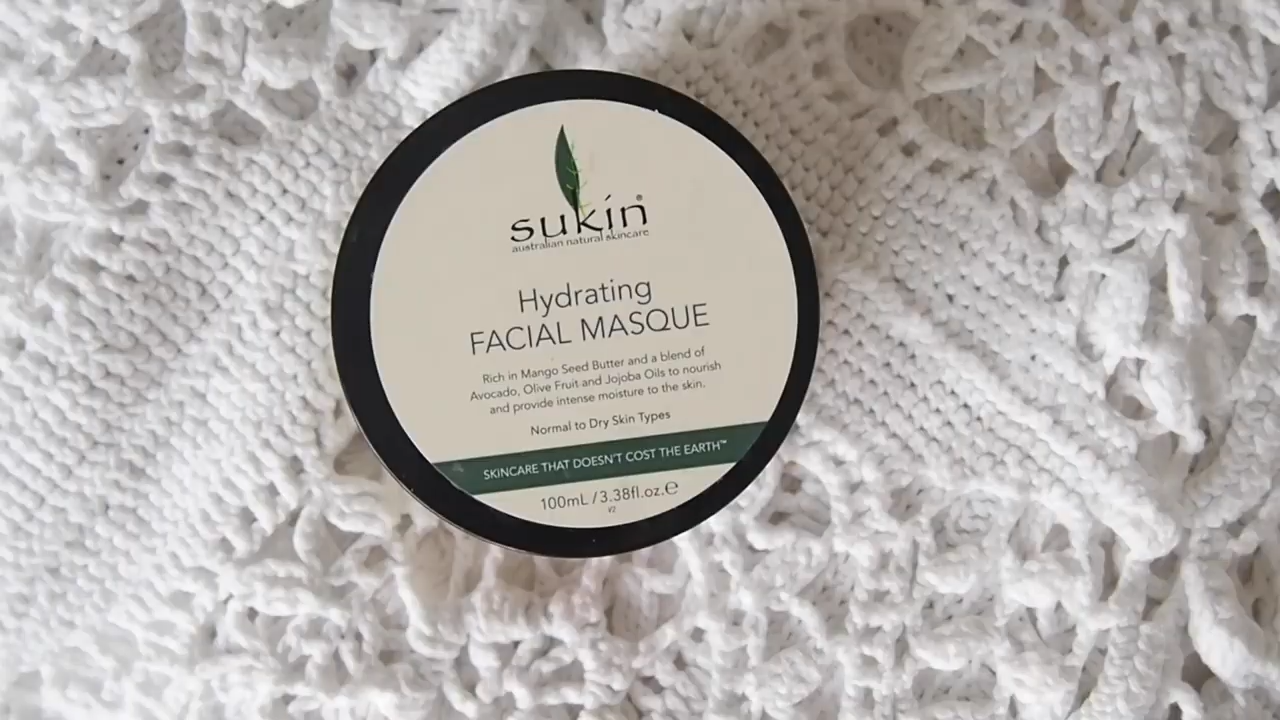 sukin®
australian natural skincare
Hydrating
FACIAL MASQUE
Rich in Mango Seed Butter and a blend of
Avocado, Olive Fruit and Jojoba Oils to nourish
and provide intense moisture to the skin.
Normal to Dry Skin Types
SKINCARE THAT DOESN'T COST THE EARTH™
100mL / 3.38fl.oz.℮
V2